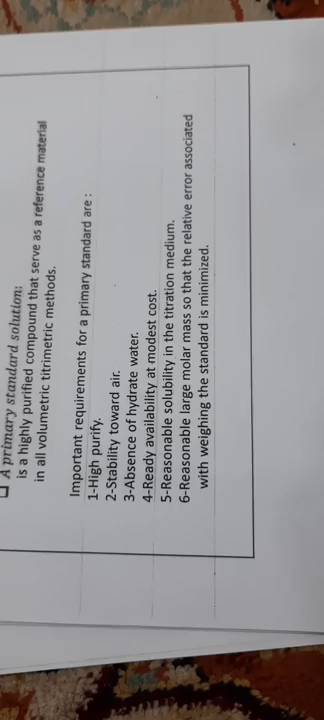 ❑ A primary standard solution:
is a highly purified compound that serve as a reference material
in all volumetric titrimetric methods.
Important requirements for a primary standard are :
1-High purify.
2-Stability toward air.
3-Absence of hydrate water.
4-Ready availability at modest cost.
5-Reasonable solubility in the titration medium.
6-Reasonable large molar mass so that the relative error associated
with weighing the standard is minimized.